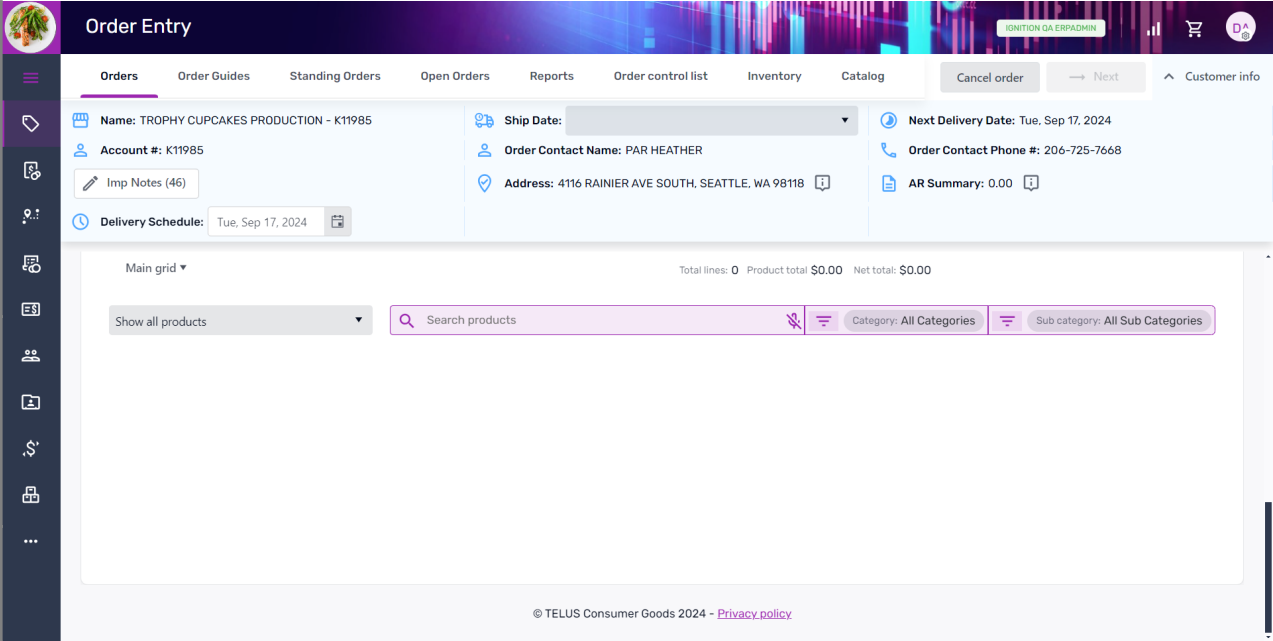 Order Entry
IGNITION QA ERPADMIN
D^
Orders
Order Guides
Standing Orders
Open Orders
Reports
Order control list
Inventory
Catalog
Cancel order
Next
Customer info
Name: TROPHY CUPCAKES PRODUCTION - K11985
Ship Date:
Next Delivery Date: Tue, Sep 17, 2024
Account #: K11985
Order Contact Name: PAR HEATHER
Order Contact Phone #: 206-725-7668
Imp Notes (46)
Address: 4116 RAINIER AVE SOUTH, SEATTLE, WA 98118
AR Summary: 0.00
Delivery Schedule: Tue, Sep 17, 2024
Main grid
Total lines: 0 Product total $0.00 Net total: $0.00
Show all products
Search products
Category: All Categories
Sub category: All Sub Categories
© TELUS Consumer Goods 2024 - Privacy policy